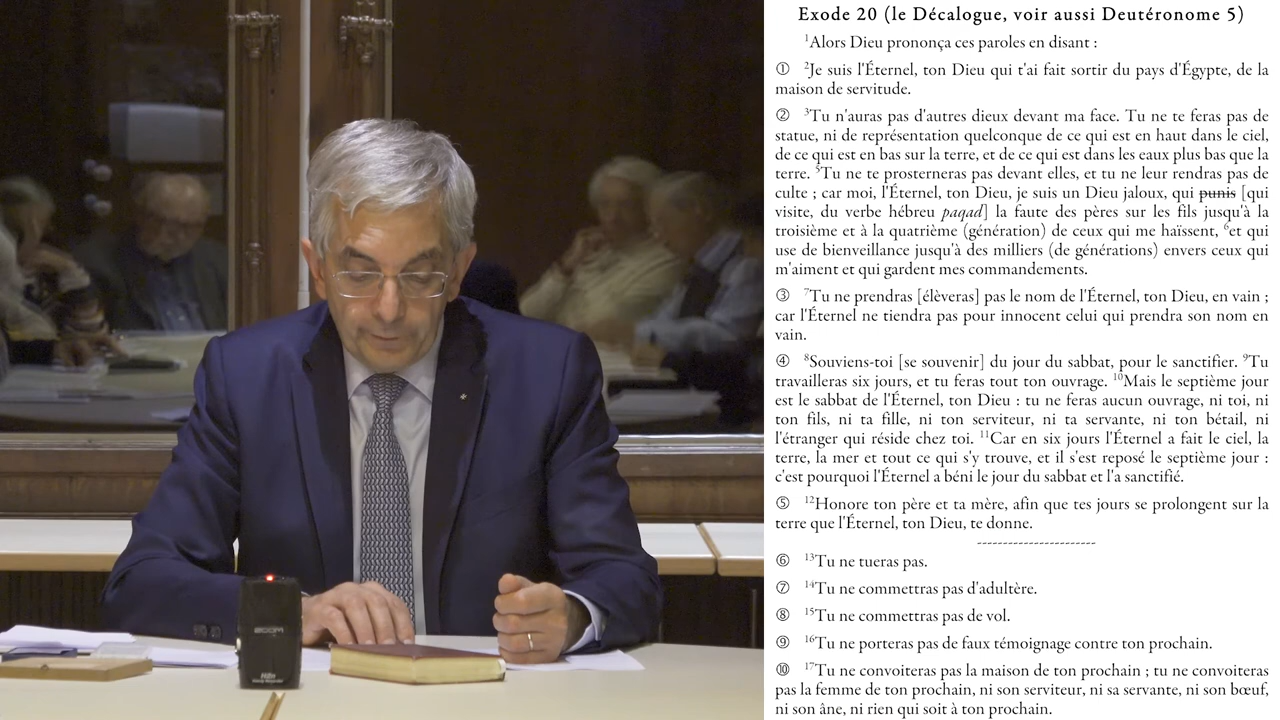 Exode 20 (le Décalogue, voir aussi Deutéronome 5)
¹Alors Dieu prononça ces paroles en disant :
① ²Je suis l'Éternel, ton Dieu qui t'ai fait sortir du pays d'Égypte, de la
maison de servitude.
② ³Tu n'auras pas d'autres dieux devant ma face. Tu ne te feras pas de
statue, ni de représentation quelconque de ce qui est en haut dans le ciel,
de ce qui est en bas sur la terre, et de ce qui est dans les eaux plus bas que la
terre. ⁵Tu ne te prosterneras pas devant elles, et tu ne leur rendras pas de
culte ; car moi, l'Éternel, ton Dieu, je suis un Dieu jaloux, qui punis [qui
visite, du verbe hébreu paqad] la faute des pères sur les fils jusqu'à la
troisième et à la quatrième (génération) de ceux qui me haïssent, ⁶et qui
use de bienveillance jusqu'à des milliers (de générations) envers ceux qui
m'aiment et qui gardent mes commandements.
③ ⁷Tu ne prendras [élèveras] pas le nom de l'Éternel, ton Dieu, en vain ;
car l'Éternel ne tiendra pas pour innocent celui qui prendra son nom en
vain.
④ ⁸Souviens-toi [se souvenir] du jour du sabbat, pour le sanctifier. ⁹Tu
travailleras six jours, et tu feras tout ton ouvrage. ¹⁰Mais le septième jour
est le sabbat de l'Éternel, ton Dieu : tu ne feras aucun ouvrage, ni toi, ni
ton fils, ni ta fille, ni ton serviteur, ni ta servante, ni ton bétail, ni
l'étranger qui réside chez toi. ¹¹Car en six jours l'Éternel a fait le ciel, la
terre, la mer et tout ce qui s'y trouve, et il s'est reposé le septième jour :
c'est pourquoi l'Éternel a béni le jour du sabbat et l'a sanctifié.
⑤ ¹²Honore ton père et ta mère, afin que tes jours se prolongent sur la
terre que l'Éternel, ton Dieu, te donne.
-----------------------
⑥ ¹³Tu ne tueras pas.
⑦ ¹⁴Tu ne commettras pas d'adultère.
⑧ ¹⁵Tu ne commettras pas de vol.
⑨ ¹⁶Tu ne porteras pas de faux témoignage contre ton prochain.
⑩ ¹⁷Tu ne convoiteras pas la maison de ton prochain ; tu ne convoiteras
pas la femme de ton prochain, ni son serviteur, ni sa servante, ni son bœuf,
ni son âne, ni rien qui soit à ton prochain.
zoom
H2n